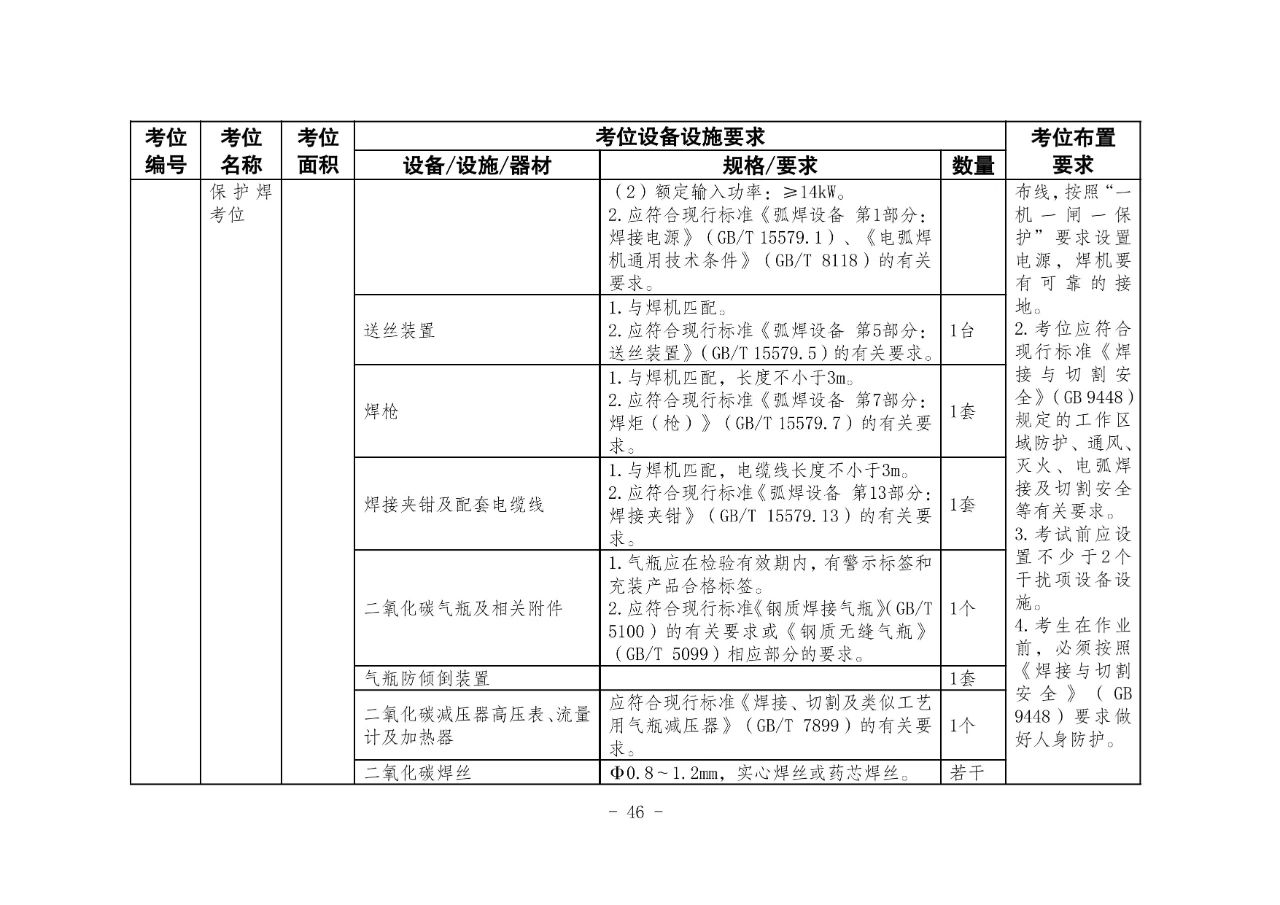 考位
编号
考位
名称
考位
面积
考位设备设施要求
设备/设施/器材
规格/要求
数量
考位布置
要求
保护焊
考位
（2）额定输入功率：≥14kW。
2.应符合现行标准《弧焊设备 第1部分：
焊接电源》（GB/T 15579.1）、《电弧焊
机通用技术条件》（GB/T 8118）的有关
要求。
送丝装置
1.与焊机匹配。
2.应符合现行标准《弧焊设备 第5部分：
送丝装置》（GB/T 15579.5）的有关要求。
1台
焊枪
1.与焊机匹配，长度不小于3m。
2.应符合现行标准《弧焊设备 第7部分：
焊炬（枪）》（GB/T 15579.7）的有关要
求。
1套
焊接夹钳及配套电缆线
1.与焊机匹配，电缆线长度不小于3m。
2.应符合现行标准《弧焊设备 第13部分：
焊接夹钳》（GB/T 15579.13）的有关要
求。
1套
二氧化碳气瓶及相关附件
1.气瓶应在检验有效期内，有警示标签和
充装产品合格标签。
2.应符合现行标准《钢质焊接气瓶》（GB/T
5100）的有关要求或《钢质无缝气瓶》
（GB/T 5099）相应部分的要求。
1个
气瓶防倾倒装置
1套
二氧化碳减压器高压表、流量
计及加热器
应符合现行标准《焊接、切割及类似工艺
用气瓶减压器》（GB/T 7899）的有关要
求。
1个
二氧化碳焊丝
Φ0.8～1.2mm，实心焊丝或药芯焊丝。
若干
布线，按照“一
机一闸一保
护”要求设置
电源，焊机要
有可靠的接
地。
2.考位应符合
现行标准《焊
接与切割安
全》（GB 9448）
规定的工作区
域防护、通风、
灭火、电弧焊
接及切割安全
等有关要求。
3.考试前应设
置不少于2个
干扰项设备设
施。
4.考生在作业
前，必须按照
《焊接与切割
安全》（GB
9448）要求做
好人身防护。
- 46 -